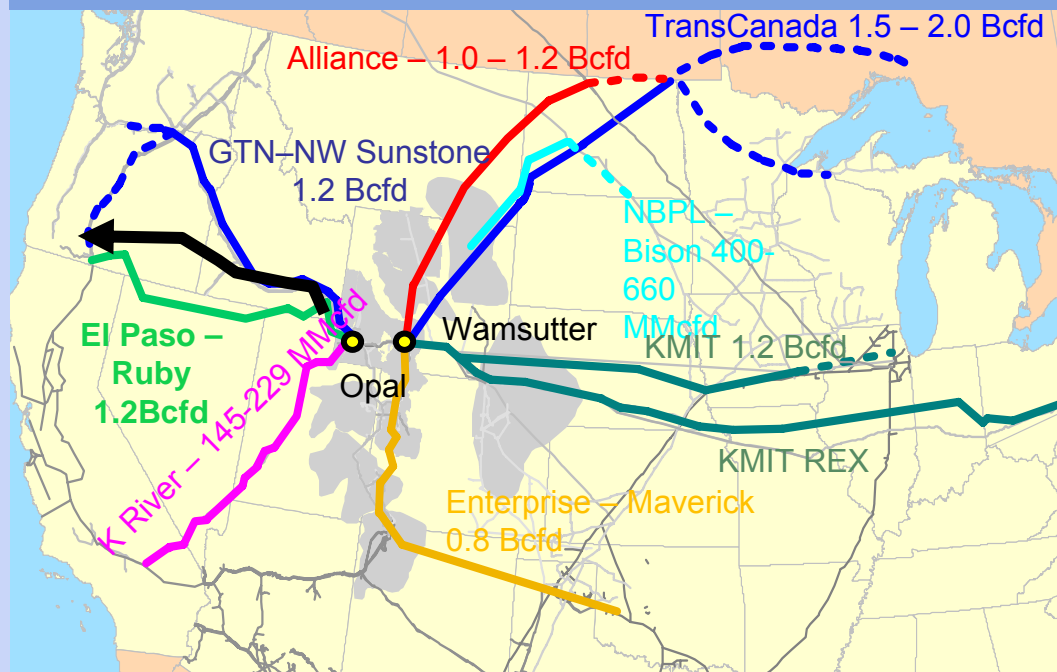 TransCanada 1.5 – 2.0 Bcfd
Alliance – 1.0 – 1.2 Bcfd
GTN–NW Sunstone
1.2 Bcfd
NBPL –
Bison 400-
660
MMcfd
Wamsutter
KMIT 1.2 Bcfd
El Paso –
Ruby
1.2Bcfd
Opal
K River – 145-229 MMcfd
KMIT REX
Enterprise – Maverick
0.8 Bcfd